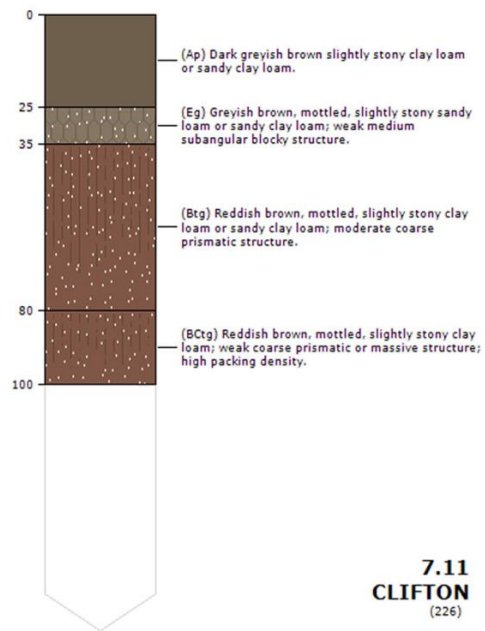 0
(Ap) Dark greyish brown slightly stony clay loam
or sandy clay loam.
25
(Eg) Greyish brown, mottled, slightly stony sandy
loam or sandy clay loam; weak medium
subangular blocky structure.
35
(Btg) Reddish brown, mottled, slightly stony clay
loam or sandy clay loam; moderate coarse
prismatic structure.
80
(BCtg) Reddish brown, mottled, slightly stony clay
loam; weak coarse prismatic or massive structure;
high packing density.
100
7.11
CLIFTON
(226)